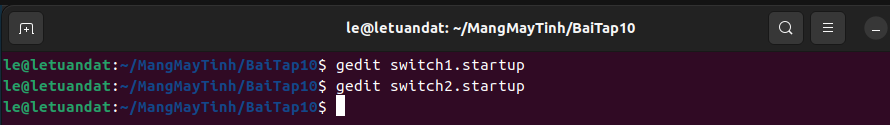 le@letuandat: ~/MangMayTinh/BaiTap10
le@letuandat:~/MangMayTinh/BaiTap10$ gedit switch1.startup
le@letuandat:~/MangMayTinh/BaiTap10$ gedit switch2.startup
le@letuandat:~/MangMayTinh/BaiTap10$